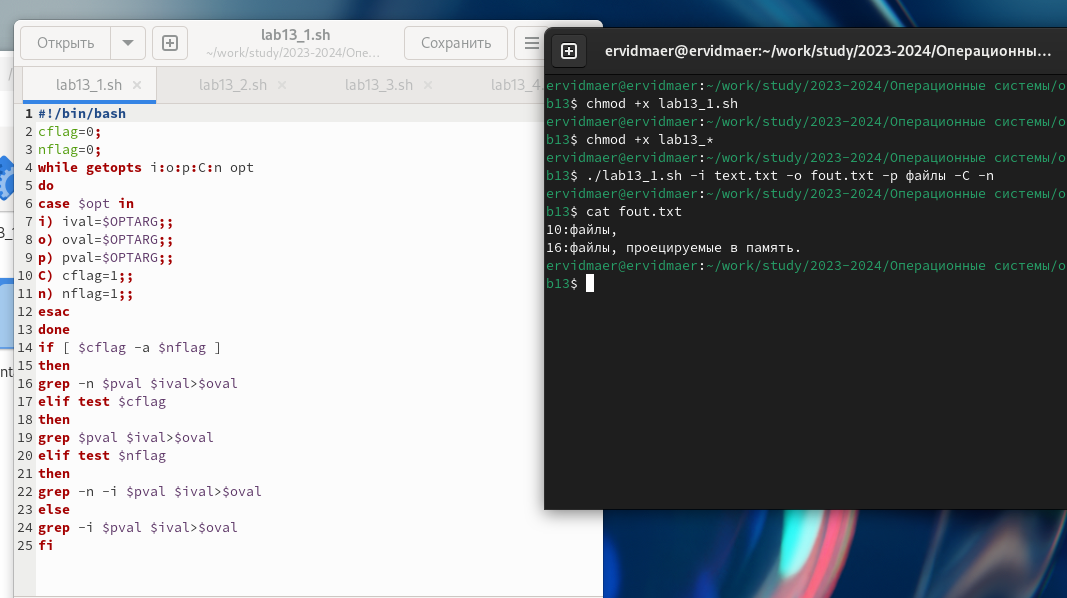 Открыть
lab13_1.sh
~/work/study/2023-2024/Опе…
Сохранить
lab13_1.sh
lab13_2.sh
lab13_3.sh
lab13_4.
1 #!/bin/bash
2 cflag=0;
3 nflag=0;
4 while getopts i:o:p:C:n opt
5 do
6 case $opt in
7 i) ival=$OPTARG;;
8 o) oval=$OPTARG;;
9 p) pval=$OPTARG;;
10 C) cflag=1;;
11 n) nflag=1;;
12 esac
13 done
14 if [ $cflag -a $nflag ]
15 then
16 grep -n $pval $ival>$oval
17 elif test $cflag
18 then
19 grep $pval $ival>$oval
20 elif test $nflag
21 then
22 grep -n -i $pval $ival>$oval
23 else
24 grep -i $pval $ival>$oval
25 fi
ervidmaer@ervidmaer:~/work/study/2023-2024/Операционны…
ervidmaer@ervidmaer:~/work/study/2023-2024/Операционные системы/o
b13$ chmod +x lab13_1.sh
ervidmaer@ervidmaer:~/work/study/2023-2024/Операционные системы/o
b13$ chmod +x lab13_*
ervidmaer@ervidmaer:~/work/study/2023-2024/Операционные системы/o
b13$ ./lab13_1.sh -i text.txt -o fout.txt -p файлы -C -n
ervidmaer@ervidmaer:~/work/study/2023-2024/Операционные системы/o
b13$ cat fout.txt
10:файлы,
16:файлы, проецируемые в память.
ervidmaer@ervidmaer:~/work/study/2023-2024/Операционные системы/o
b13$